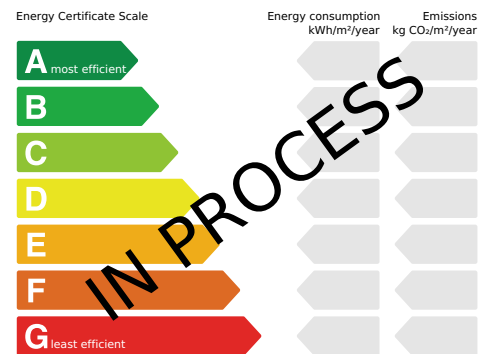 Energy Certificate Scale
Energy consumption
kWh/m²/year
Emissions
kg CO₂/m²/year
A most efficient
B
C
D
E
F
G least efficient
IN PROCESS